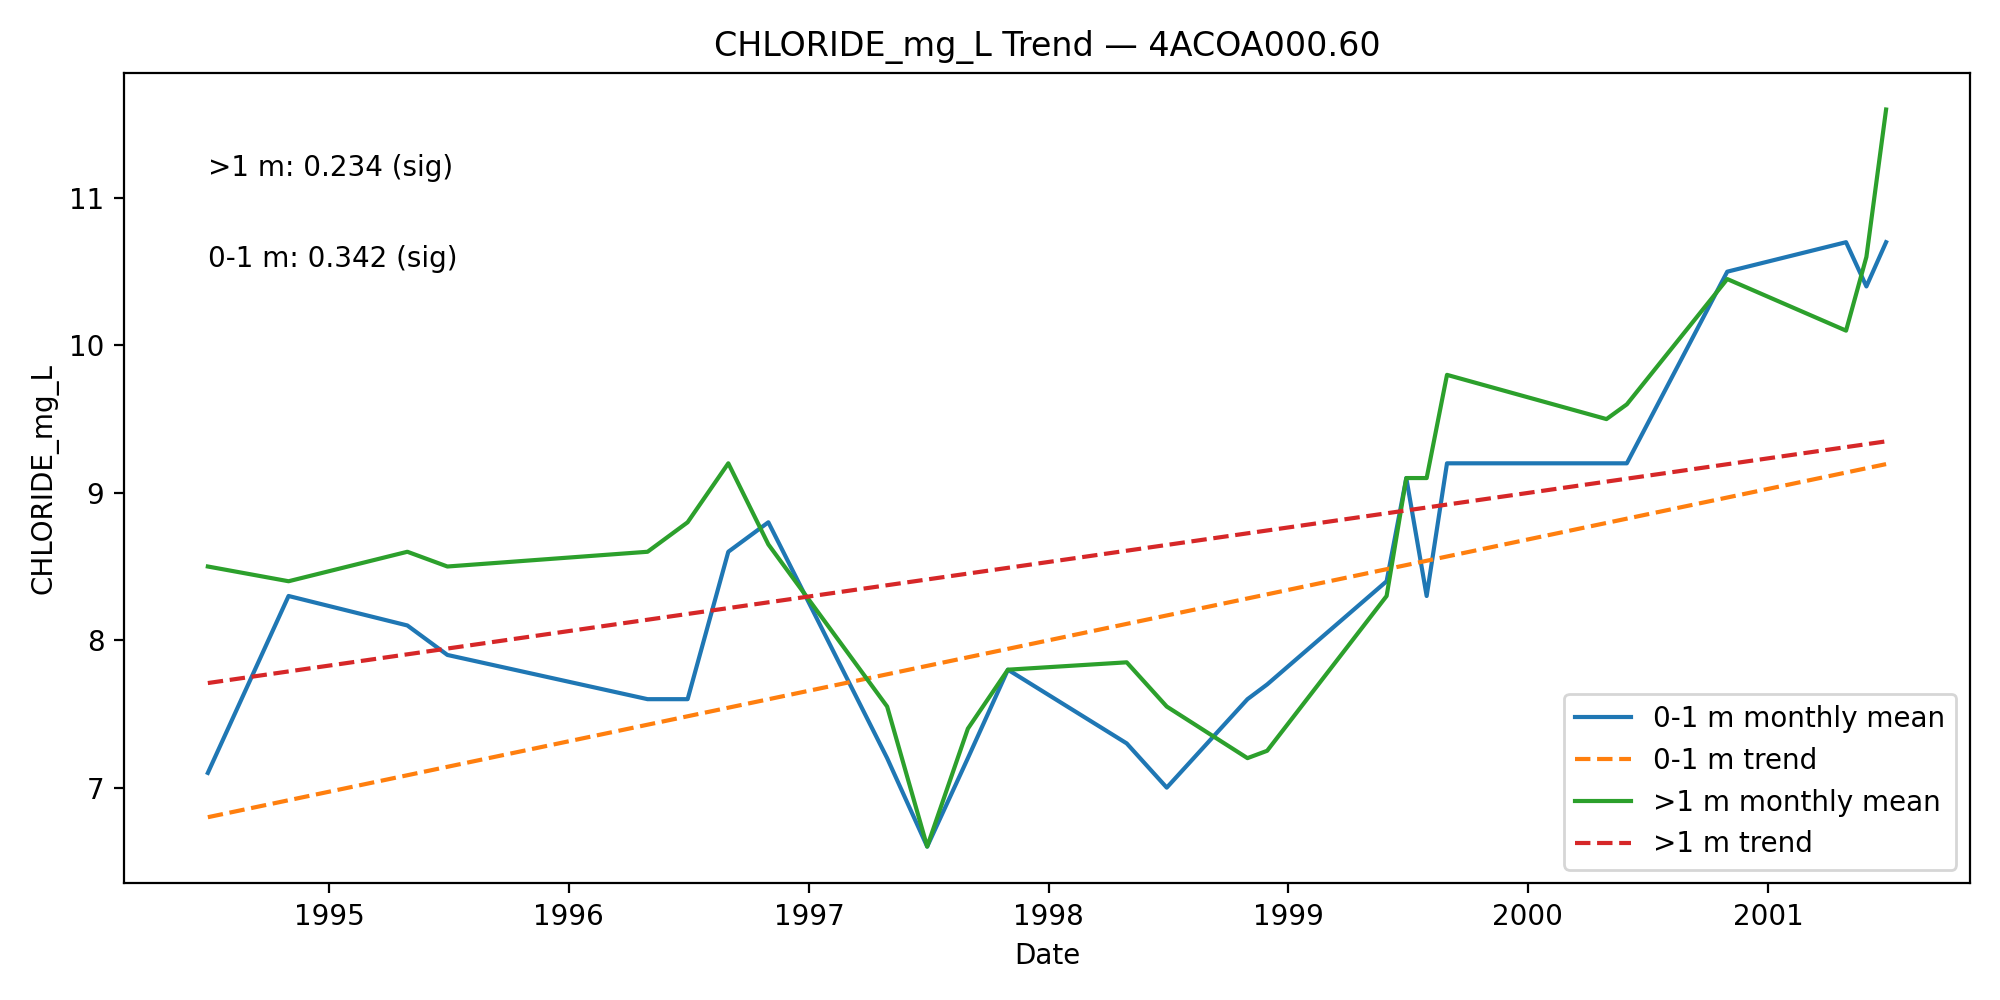 CHLORIDE_mg_L Trend — 4ACOA000.60
>1 m: 0.234 (sig)
0-1 m: 0.342 (sig)
CHLORIDE_mg_L
11
10
9
8
7
0-1 m monthly mean
0-1 m trend
>1 m monthly mean
>1 m trend
1995 1996 1997 1998 1999 2000 2001
Date